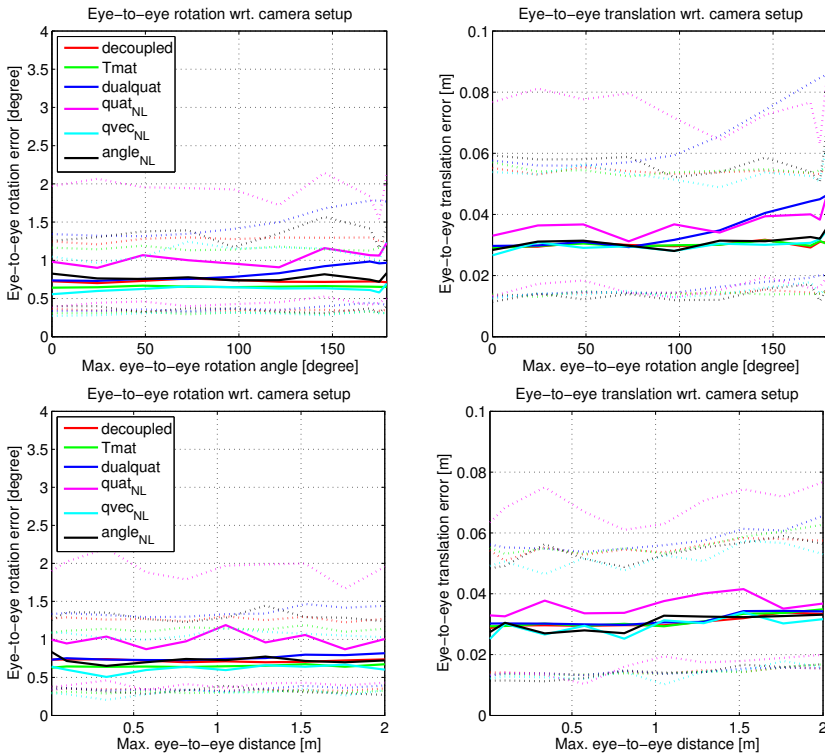 Eye−to−eye rotation wrt. camera setup
Eye−to−eye rotation error [degree]
4
3.5
3
2.5
2
1.5
1
0.5
0
decoupled
Tmat
dualquat
quat_NL
qvec_NL
angle_NL
0 50 100 150
Max. eye−to−eye rotation angle [degree]
Eye−to−eye translation wrt. camera setup
Eye−to−eye translation error [m]
0.1
0.08
0.06
0.04
0.02
0
0 50 100 150
Max. eye−to−eye rotation angle [degree]
Eye−to−eye rotation wrt. camera setup
Eye−to−eye rotation error [degree]
4
3.5
3
2.5
2
1.5
1
0.5
0
decoupled
Tmat
dualquat
quat_NL
qvec_NL
angle_NL
0.5 1 1.5 2
Max. eye−to−eye distance [m]
Eye−to−eye translation wrt. camera setup
Eye−to−eye translation error [m]
0.1
0.08
0.06
0.04
0.02
0
0.5 1 1.5 2
Max. eye−to−eye distance [m]